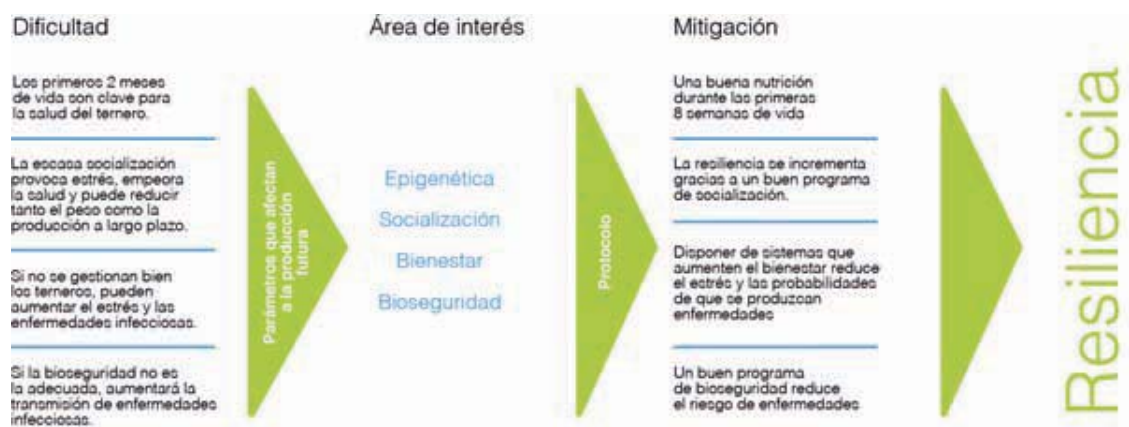 Dificultad
Los primeros 2 meses
de vida son clave para
la salud del ternero.
La escasa socialización
provoca estrés, empeora
la salud y puede reducir
tanto el peso como la
producción a largo plazo.
Si no se gestionan bien
los terneros, pueden
aumentar el estrés y las
enfermedades infecciosas.
Si la bioseguridad no es
la adecuada, aumentará la
transmisión de enfermedades
infecciosas.
Parámetros que afectan
a la producción
futura
Área de interés
Epigenética
Socialización
Bienestar
Bioseguridad
Protocolo
Mitigación
Una buena nutrición
durante las primeras
8 semanas de vida
La resiliencia se incrementa
gracias a un buen programa
de socialización.
Disponer de sistemas que
aumenten el bienestar reduce
el estrés y las probabilidades
de que se produzcan
enfermedades
Un buen programa
de bioseguridad reduce
el riesgo de enfermedades
Resiliencia